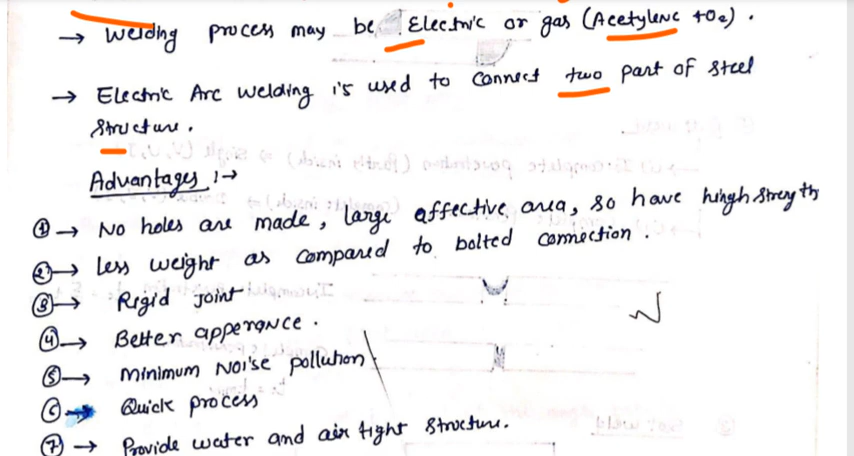 → Welding process may be Electric or gas (Acetylene +O2).
→ Electric Arc welding is used to connect two part of steel
structure.
Advantages :→
① → No holes are made, large affective area, so have hingh strength
② → less weight as compared to bolted connection.
③ → Rigid joint
④ → Better apperance.
⑤ → minimum Noise pollution
⑥ → Quick process
⑦ → Provide water and air tight structure.